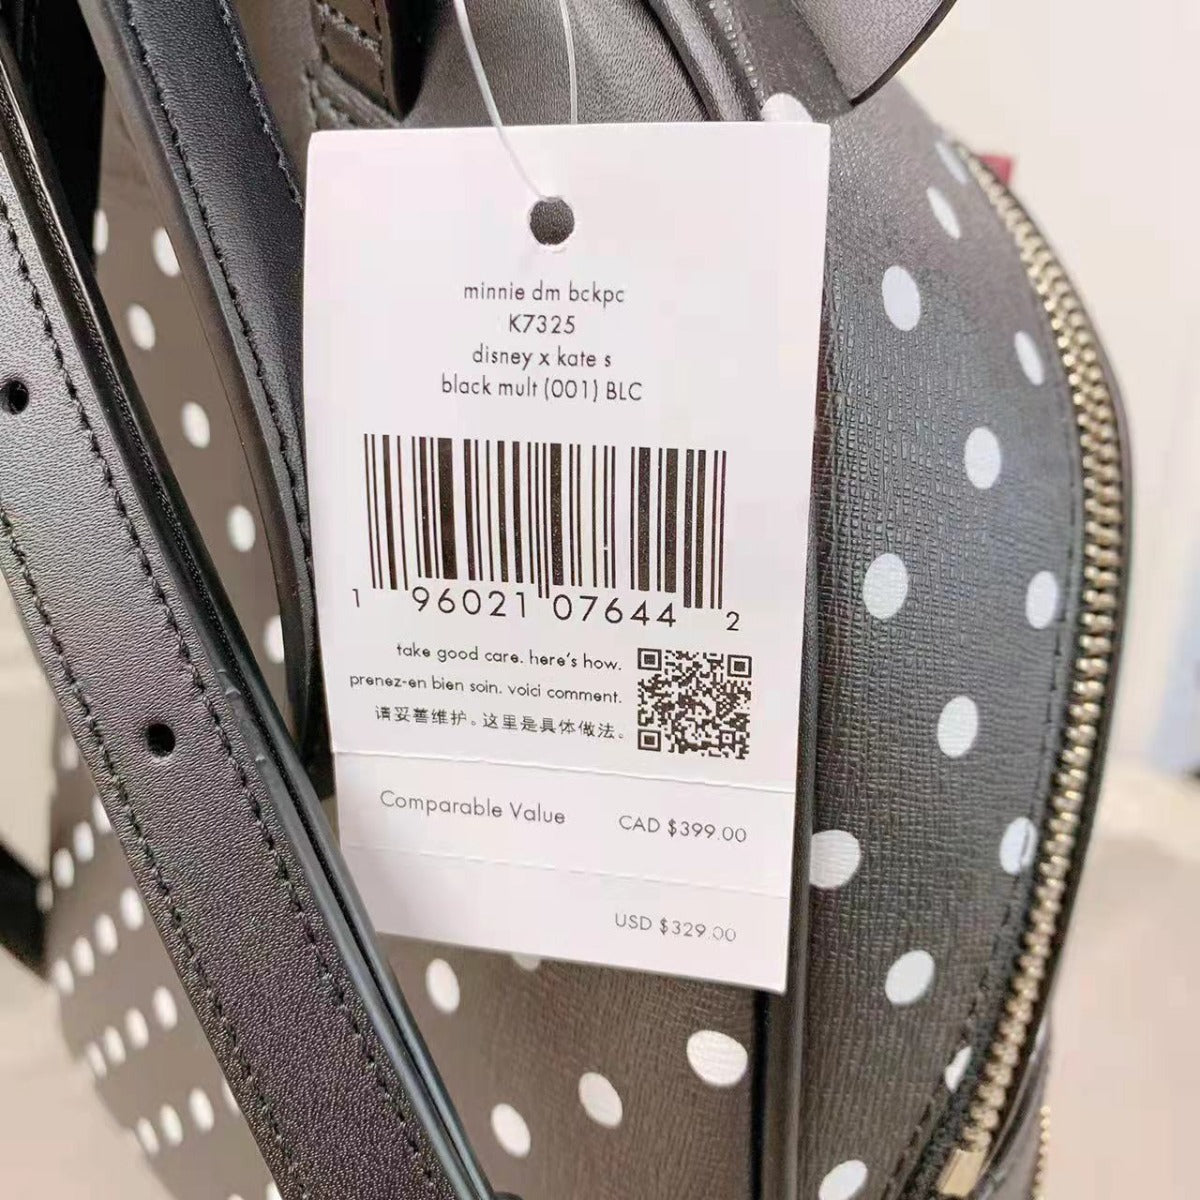 minnie dm bckpc
K7325
disney x kate s
black mult (001) BLC
1 96021 07644 2
take good care. here's how.
prenez-en bien soin. voici comment.
请妥善维护。这里是具体做法。
Comparable Value CAD $399.00
USD $329.00